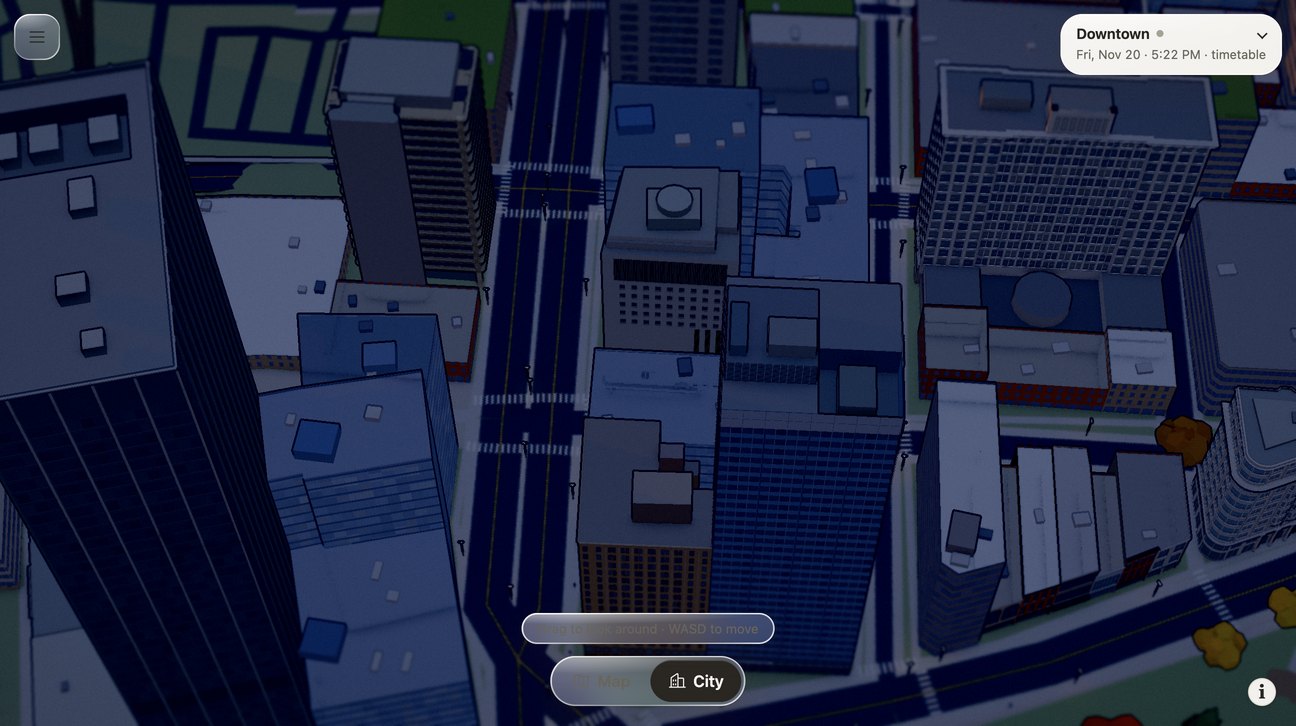 Downtown
Fri, Nov 20 · 5:22 PM · timetable
to look around · WASD to move
Map
City
i